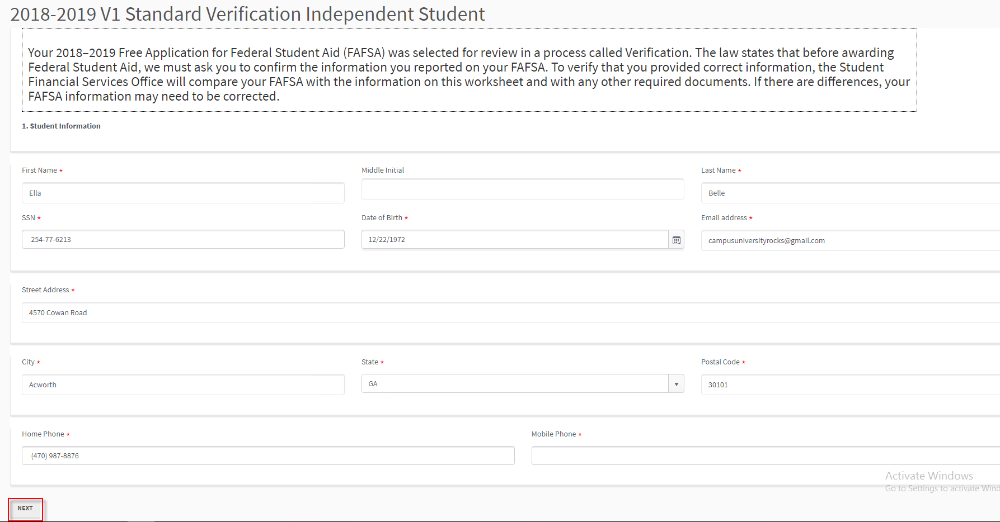 2018-2019 V1 Standard Verification Independent Student
Your 2018–2019 Free Application for Federal Student Aid (FAFSA) was selected for review in a process called Verification. The law states that before awarding
Federal Student Aid, we must ask you to confirm the information you reported on your FAFSA. To verify that you provided correct information, the Student
Financial Services Office will compare your FAFSA with the information on this worksheet and with any other required documents. If there are differences, your
FAFSA information may need to be corrected.
1. Student Information
First Name *
Middle Initial
Last Name *
Ella
Belle
SSN *
Date of Birth *
Email address *
254-77-6213
12/22/1972
campusuniversityrocks@gmail.com
Street Address *
4570 Cowan Road
City *
State *
Postal Code *
Acworth
GA
30101
Home Phone *
Mobile Phone *
(470) 987-8876
Activate Windows
Go to Settings to activate Wind
NEXT